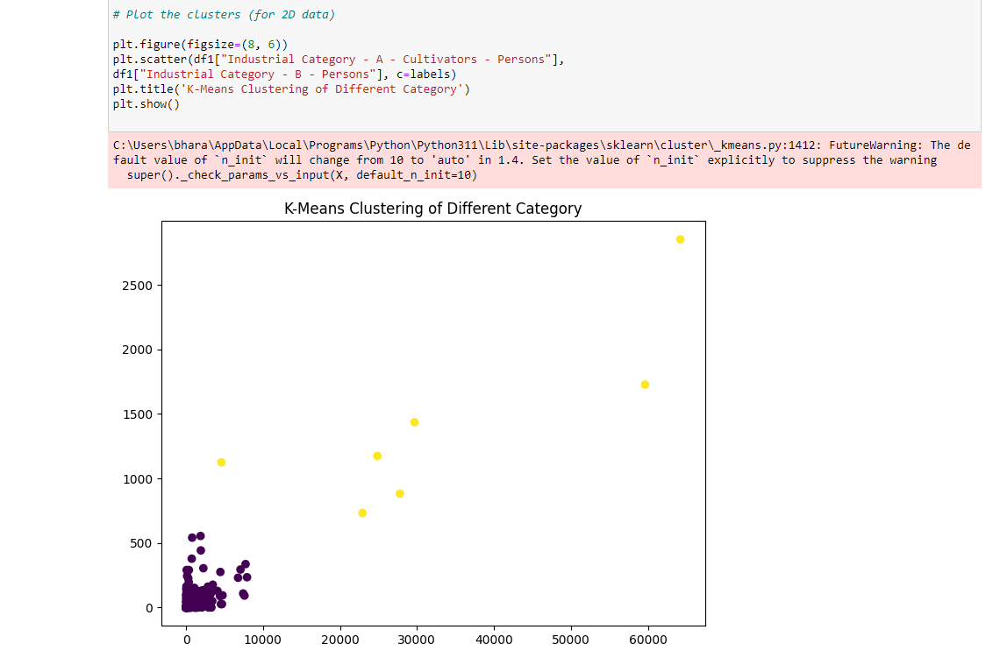 # Plot the clusters (for 2D data)
plt.figure(figsize=(8, 6))
plt.scatter(df1["Industrial Category - A - Cultivators - Persons"],
df1["Industrial Category - B - Persons"], c=labels)
plt.title('K-Means Clustering of Different Category')
plt.show()
C:\Users\bhara\AppData\Local\Programs\Python\Python311\Lib\site-packages\sklearn\cluster\_kmeans.py:1412: FutureWarning: The de
fault value of `n_init` will change from 10 to 'auto' in 1.4. Set the value of `n_init` explicitly to suppress the warning
super()._check_params_vs_input(X, default_n_init=10)
K-Means Clustering of Different Category
2500
2000
1500
1000
500
0
0 10000 20000 30000 40000 50000 60000